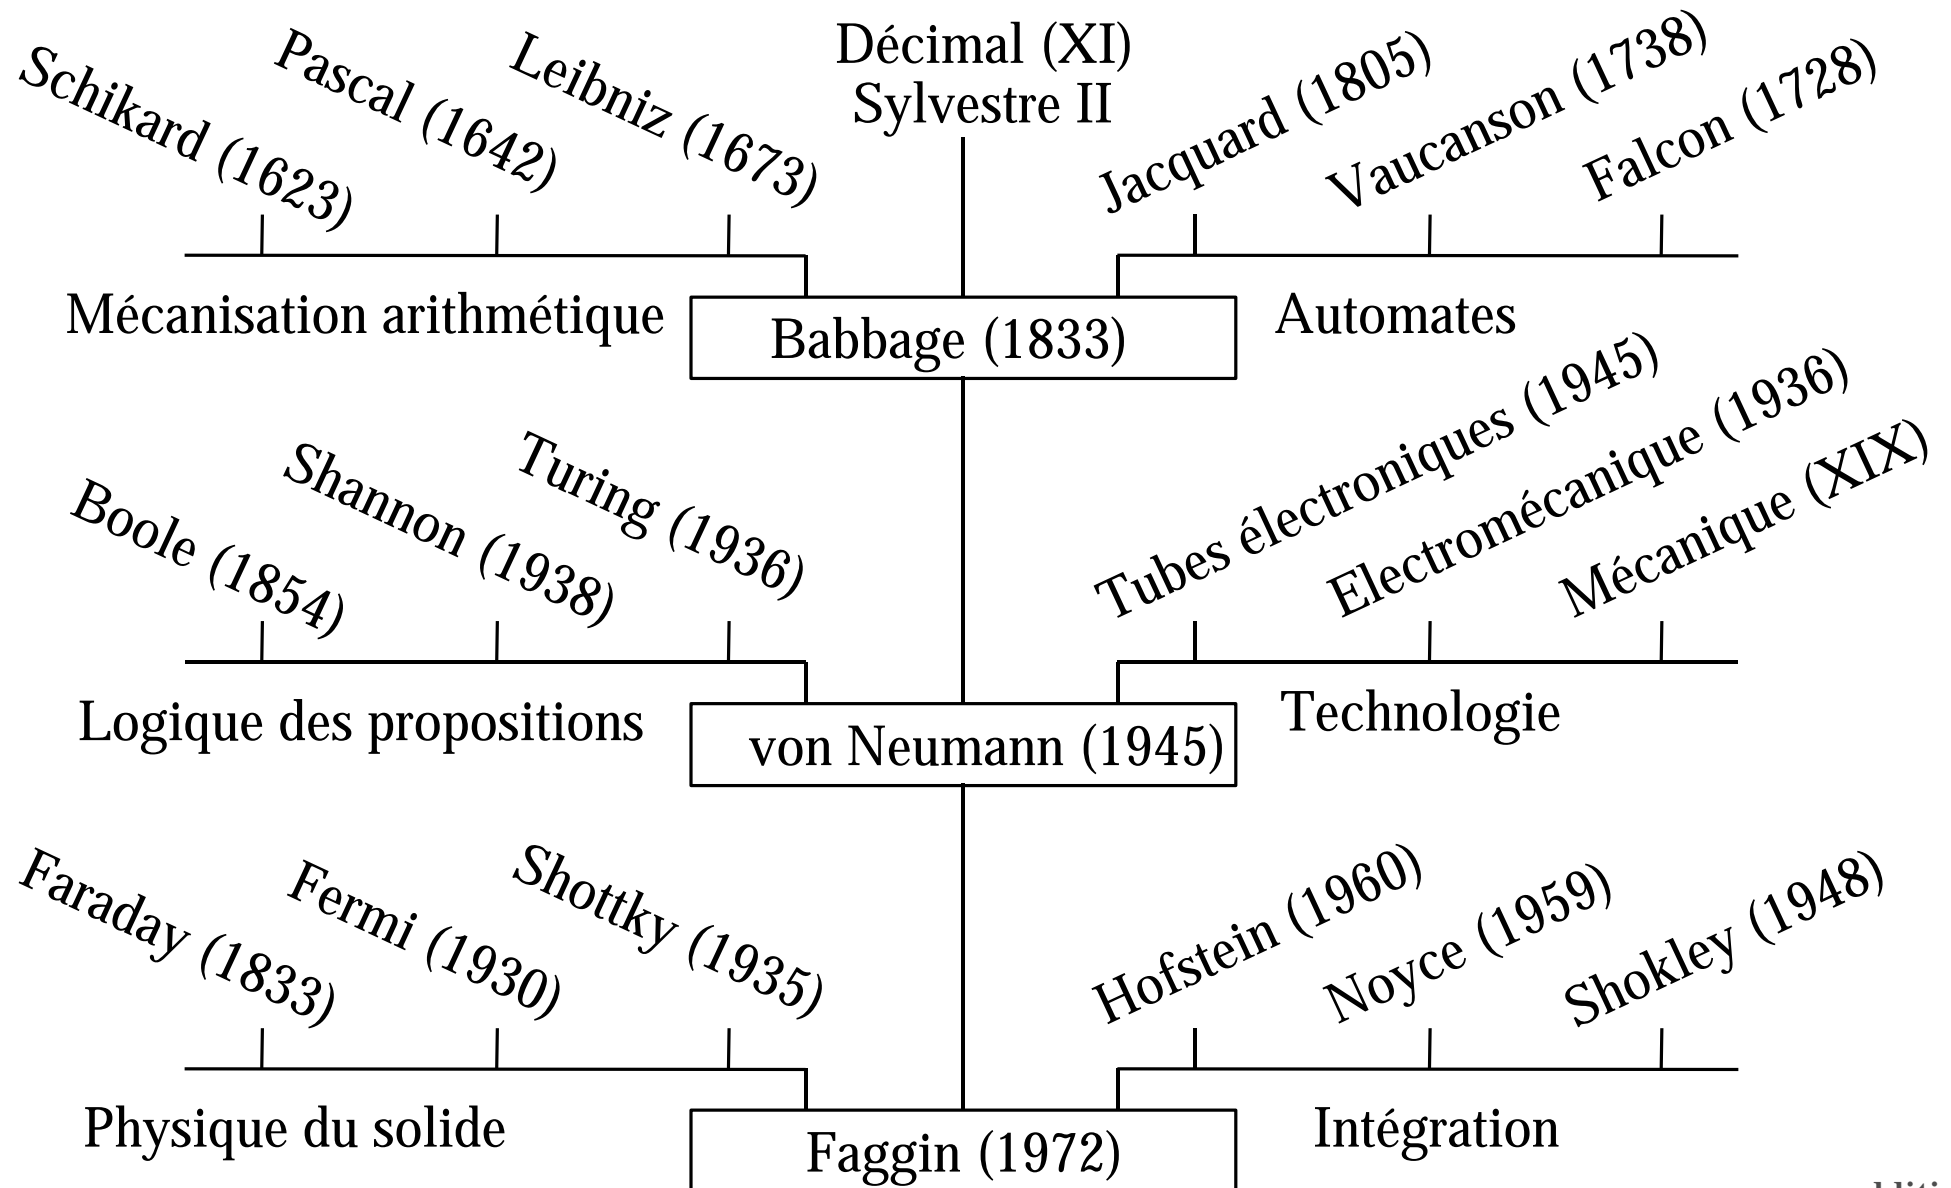 Schikard (1623)
Pascal (1642)
Leibniz (1673)
Décimal (XI)
Sylvestre II
Jacquard (1805)
Vaucanson (1738)
Falcon (1728)
Mécanisation arithmétique
Babbage (1833)
Automates
Boole (1854)
Shannon (1938)
Turing (1936)
Tubes électroniques (1945)
Electromécanique (1936)
Mécanique (XIX)
Logique des propositions
von Neumann (1945)
Technologie
Faraday (1833)
Fermi (1930)
Shottky (1935)
Hofstein (1960)
Noyce (1959)
Shokley (1948)
Physique du solide
Faggin (1972)
Intégration